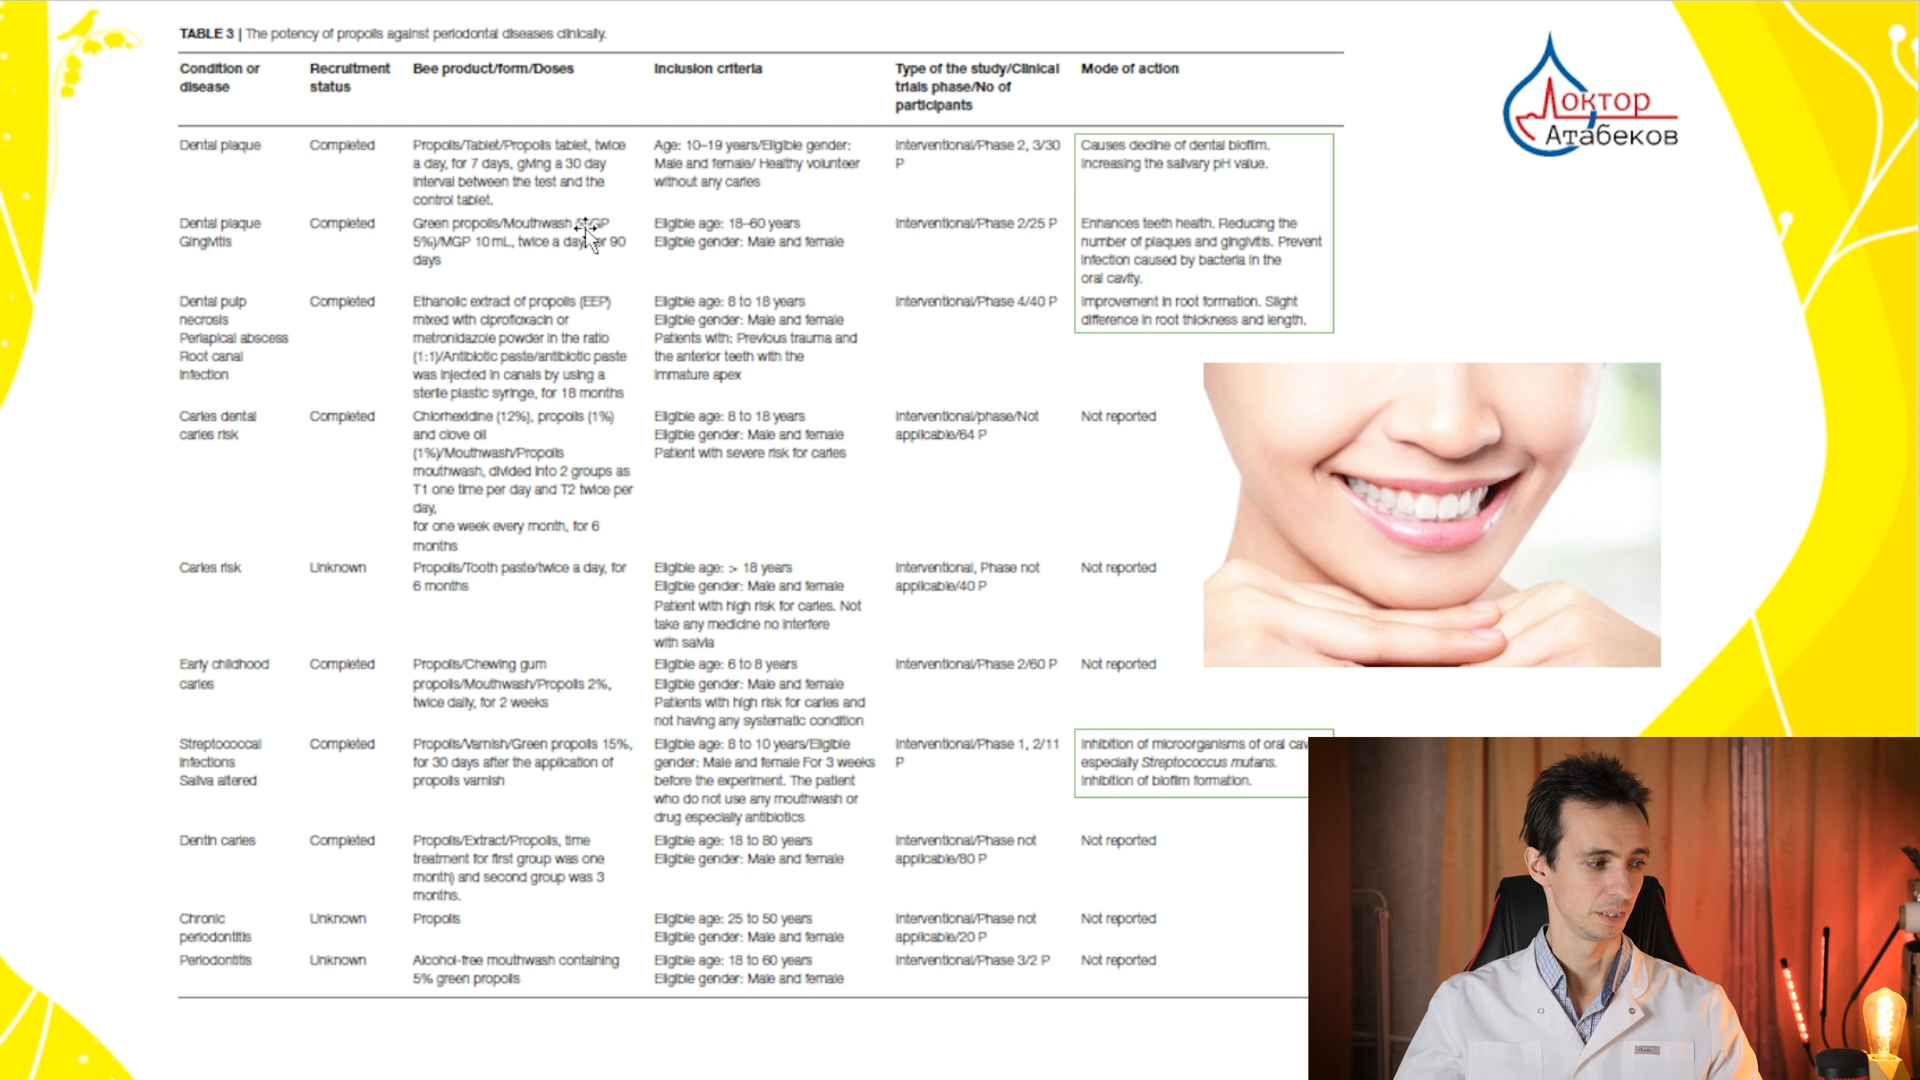 TABLE 3 | The potency of propolis against periodontal diseases clinically.
Condition or disease
Recruitment status
Bee product/form/Doses
Inclusion criteria
Type of the study/Clinical trials phase/No of participants
Mode of action
Dental plaque
Completed
Propolis/Tablet/Propolis tablet, twice
a day, for 7 days, giving a 30 day
interval between the test and the
control tablet.
Age: 10–19 years/Eligible gender:
Male and female/ Healthy volunteer
without any caries
Interventional/Phase 2, 3/30
P
Causes decline of dental biofilm.
Increasing the salivary pH value.
Dental plaque
Gingivitis
Completed
Green propolis/Mouthwash
5%)/MGP 10 mL, twice a day 90
days
Eligible age: 18–60 years
Eligible gender: Male and female
Interventional/Phase 2/25 P
Enhances teeth health. Reducing the
number of plaques and gingivitis. Prevent
infection caused by bacteria in the
oral cavity.
Dental pulp
necrosis
Periapical abscess
Root canal
infection
Completed
Ethanolic extract of propolis (EEP)
mixed with ciprofloxacin or
metronidazole powder in the ratio
(1:1)/Antibiotic paste/antibiotic paste
was injected in canals by using a
sterile plastic syringe, for 18 months
Eligible age: 8 to 18 years
Eligible gender: Male and female
Patients with: Previous trauma and
the anterior teeth with the
immature apex
Interventional/Phase 4/40 P
Improvement in root formation. Slight
difference in root thickness and length.
Caries dental
caries risk
Completed
Chlorhexidine (12%), propolis (1%)
and clove oil
(1%)/Mouthwash/Propolis
mouthwash, divided into 2 groups as
T1 one time per day and T2 twice per
day,
for one week every month, for 6
months
Eligible age: 8 to 18 years
Eligible gender: Male and female
Patient with severe risk for caries
Interventional/phase/Not
applicable/64 P
Not reported
Caries risk
Unknown
Propolis/Tooth paste/twice a day, for
6 months
Eligible age: > 18 years
Eligible gender: Male and female
Patient with high risk for caries. Not
take any medicine no interfere
with salvia
Interventional, Phase not
applicable/40 P
Not reported
Early childhood
caries
Completed
Propolis/Chewing gum
propolis/Mouthwash/Propolis 2%,
twice daily, for 2 weeks
Eligible age: 6 to 8 years
Eligible gender: Male and female
Patients with high risk for caries and
not having any systematic condition
Interventional/Phase 2/60 P
Not reported
Streptococcal
infections
Saliva altered
Completed
Propolis/Varnish/Green propolis 15%,
for 30 days after the application of
propolis varnish
Eligible age: 8 to 10 years/Eligible
gender: Male and female For 3 weeks
before the experiment. The patient
who do not use any mouthwash or
drug especially antibiotics
Interventional/Phase 1, 2/11
P
Inhibition of microorganisms of oral
especially Streptococcus mutans.
Inhibition of biofilm formation.
Dentin caries
Completed
Propolis/Extract/Propolis, time
treatment for first group was one
month) and second group was 3
months.
Eligible age: 18 to 80 years
Eligible gender: Male and female
Interventional/Phase not
applicable/80 P
Not reported
Chronic
periodontitis
Unknown
Propolis
Eligible age: 25 to 50 years
Eligible gender: Male and female
Interventional/Phase not
applicable/20 P
Not reported
Periodontitis
Unknown
Alcohol-free mouthwash containing
5% green propolis
Eligible age: 18 to 60 years
Eligible gender: Male and female
Interventional/Phase 3/2 P
Not reported
Доктор
Атабеков